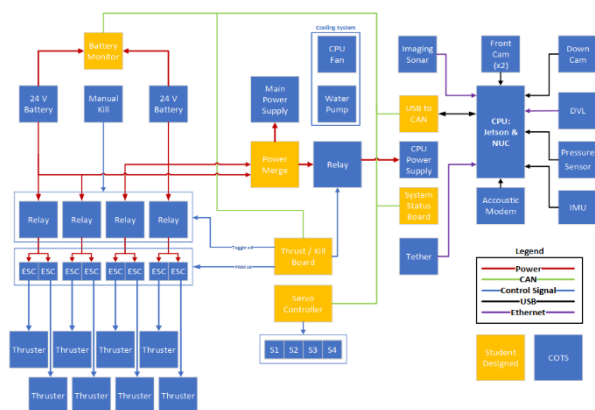 Cooling System
Battery
Monitor
CPU
Fan
Imaging
Sonar
Front
Cam
(x2)
Down
Cam
24 V
Battery
Manual
Kill
24 V
Battery
Main
Power
Supply
Water
Pump
USB to
CAN
CPU:
Jetson &
NUC
DVL
Power
Merge
Relay
CPU
Power
Supply
Pressure
Sensor
System
Status
Board
Accoustic
Modem
IMU
Relay
Relay
Relay
Relay
Toggle x4
Thrust / Kill
Board
Tether
ESC
ESC
ESC
ESC
ESC
ESC
ESC
ESC
PWM x8
Legend
Power
CAN
Control Signal
USB
Ethernet
Servo
Controller
Thruster
Thruster
Thruster
Thruster
S1
S2
S3
S4
Student
Designed
COTS
Thruster
Thruster
Thruster
Thruster